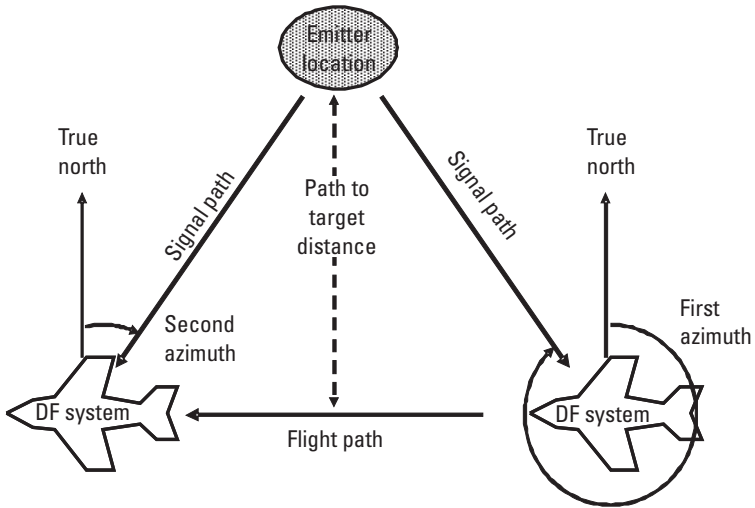 Emitter
location
True
north
True
north
Signal path
Signal path
Path to
target
distance
Second
azimuth
First
azimuth
DF system
DF system
Flight path